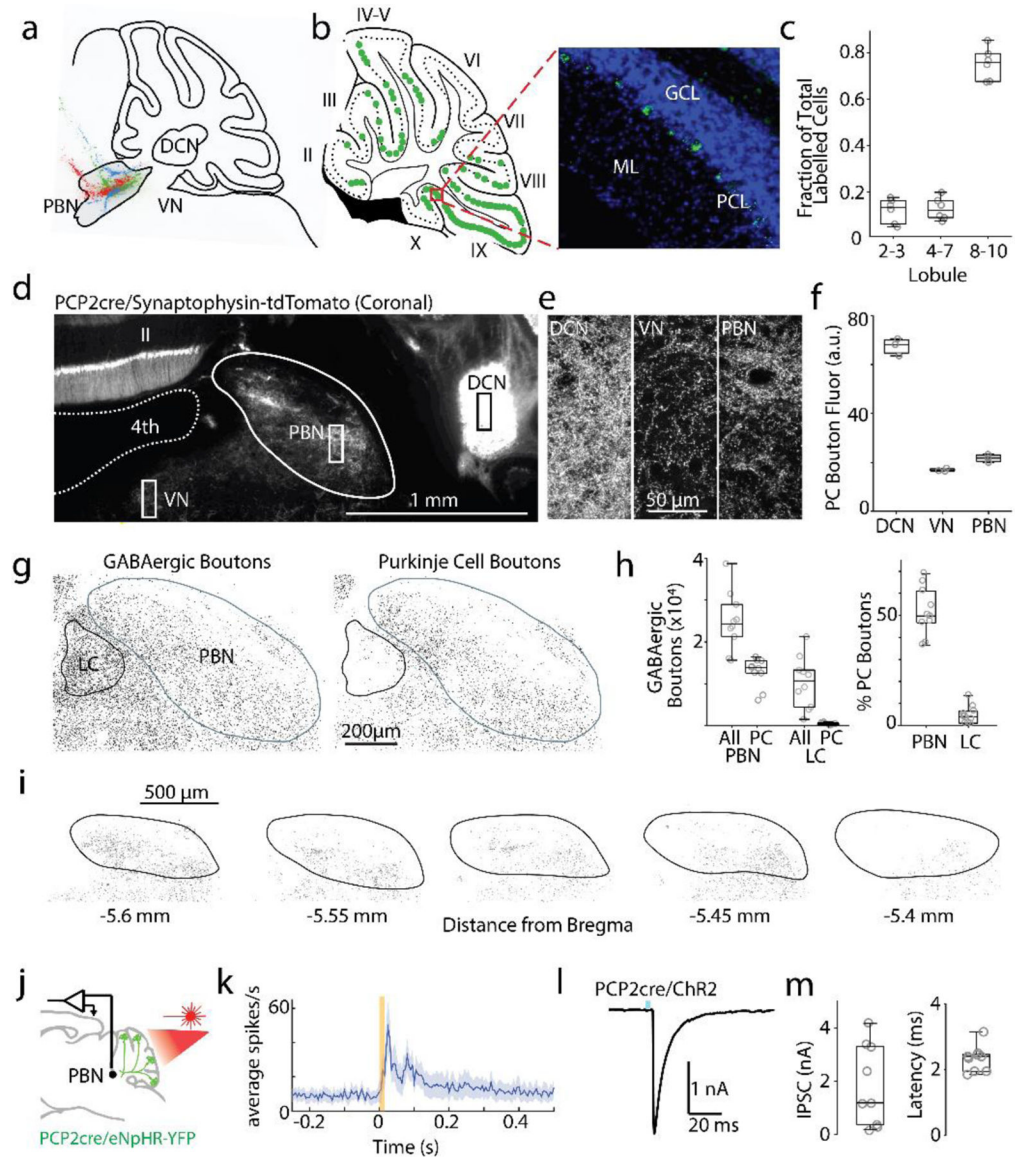 a
DCN
PBN
VN
b
IV-V
VI
III
VII
II
VIII
X
IX
GCL
ML
PCL
c
Fraction of Total
Labelled Cells
0.8
0.6
0.4
0.2
0
2-3 4-7 8-10
Lobule
d
PCP2cre/Synaptophysin-tdTomato (Coronal)
II
4th
PBN
DCN
VN
1 mm
e
DCN VN PBN
50 µm
f
PC Bouton Fluor (a.u.)
80
40
0
DCN VN PBN
g
GABAergic Boutons
Purkinje Cell Boutons
LC
PBN
200µm
h
GABAergic
Boutons (x10⁴)
4
2
0
All PC All PC
PBN LC
% PC Boutons
50
0
PBN LC
i
500 µm
-5.6 mm -5.55 mm Distance from Bregma -5.45 mm -5.4 mm
j
PBN
PCP2cre/eNpHR-YFP
k
average spikes/s
60
0
-0.2 0 0.2 0.4
Time (s)
l
PCP2cre/ChR2
1 nA
20 ms
m
IPSC (nA)
4
2
0
Latency (ms)
4
2
0